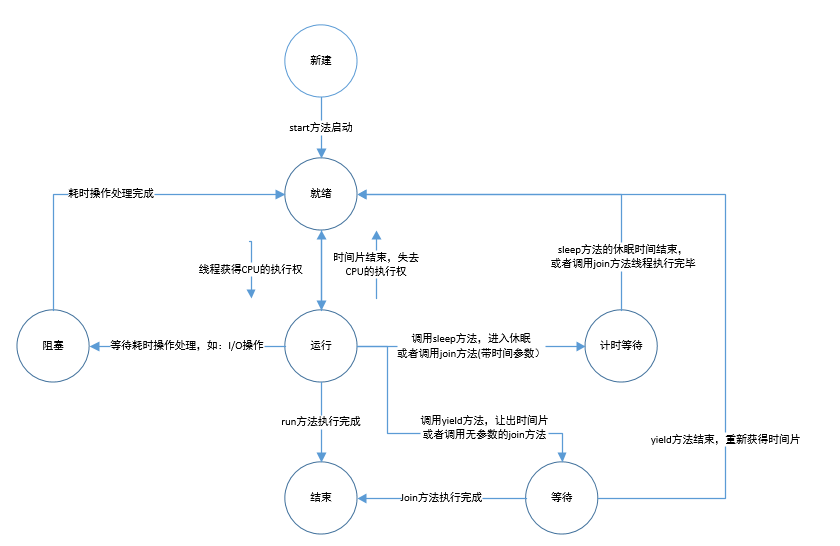 新建
start方法启动
耗时操作处理完成
就绪
sleep方法的休眠时间结束，
或者调用join方法线程执行完毕
线程获得CPU的执行权
时间片结束，失去
CPU的执行权
阻塞
等待耗时操作处理，如：I/O操作
运行
调用sleep方法，进入休眠
或者调用join方法(带时间参数）
计时等待
run方法执行完成
调用yield方法，让出时间片
或者调用无参数的join方法
yield方法结束，重新获得时间片
结束
Join方法执行完成
等待